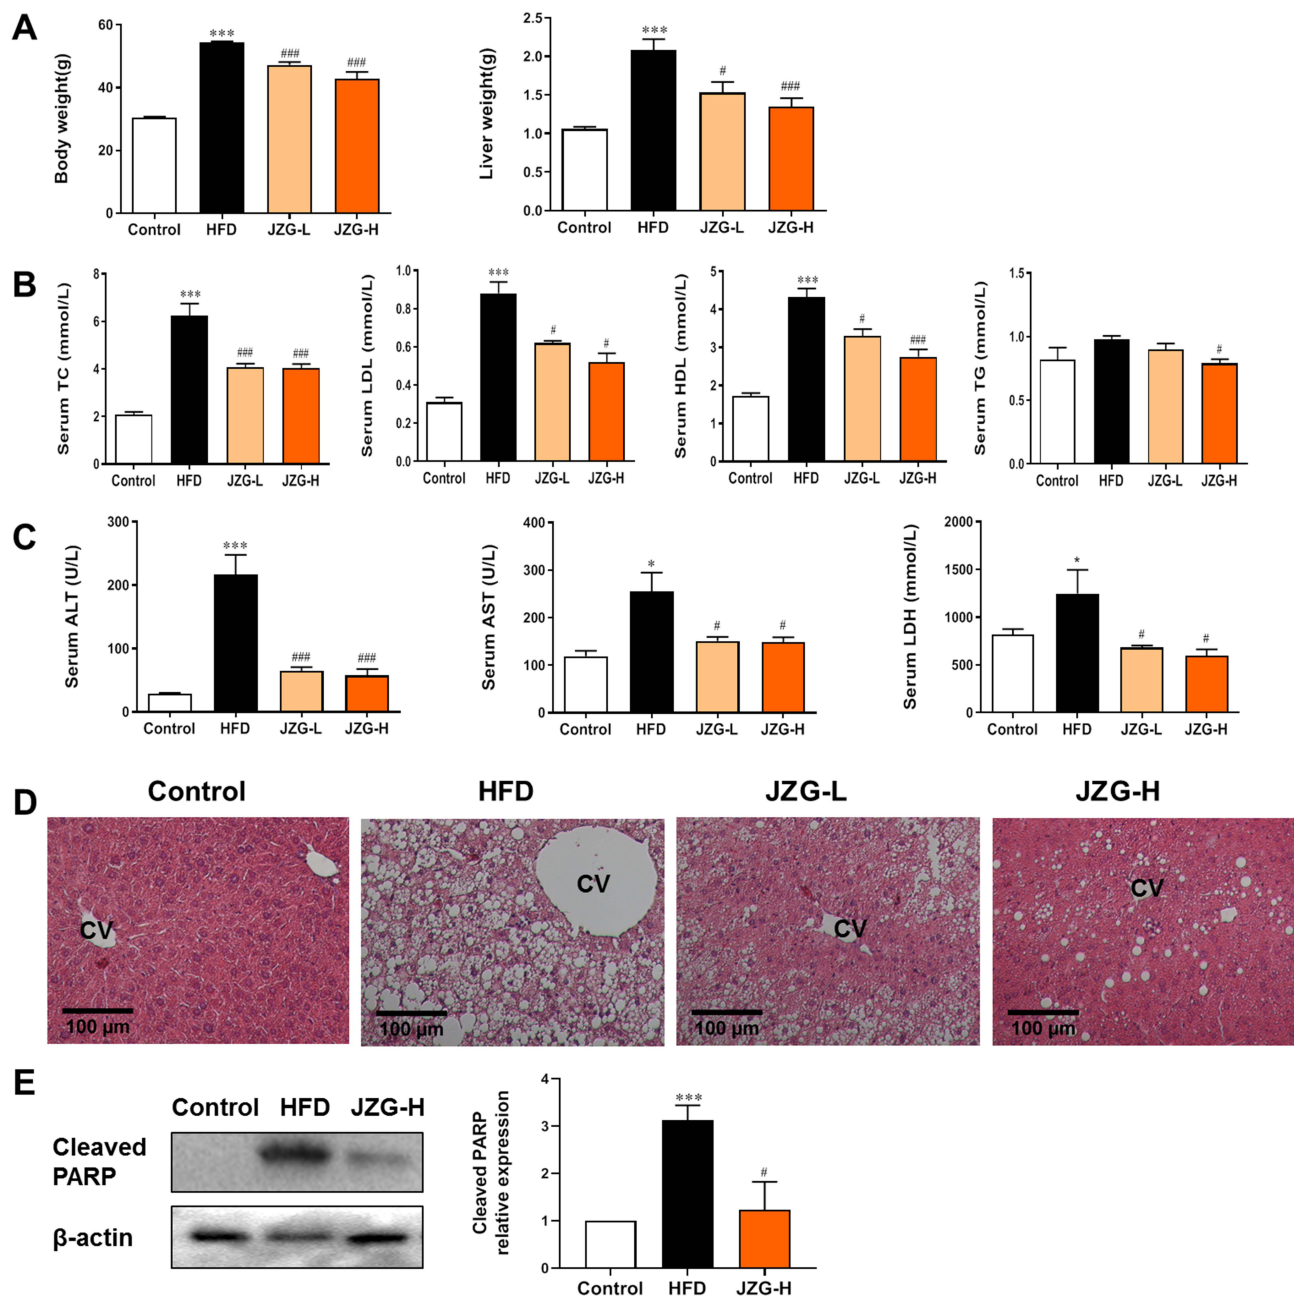 A
Body weight(g)
60
40
20
0
***
###
###
Control HFD JZG-L JZG-H
Liver weight(g)
2.5
2.0
1.5
1.0
0.5
0.0
***
#
###
Control HFD JZG-L JZG-H
B
Serum TC (mmol/L)
8
6
4
2
0
***
###
###
Control HFD JZG-L JZG-H
Serum LDL (mmol/L)
1.0
0.8
0.6
0.4
0.2
0.0
***
#
#
Control HFD JZG-L JZG-H
Serum HDL (mmol/L)
5
4
3
2
1
0
***
#
###
Control HFD JZG-L JZG-H
Serum TG (mmol/L)
1.5
1.0
0.5
0.0
#
Control HFD JZG-L JZG-H
C
Serum ALT (U/L)
300
200
100
0
***
###
###
Control HFD JZG-L JZG-H
Serum AST (U/L)
400
300
200
100
0
*
#
#
Control HFD JZG-L JZG-H
Serum LDH (mmol/L)
2000
1500
1000
500
0
*
#
#
Control HFD JZG-L JZG-H
D
Control HFD JZG-L JZG-H
CV
100 μm
CV
100 μm
CV
100 μm
CV
100 μm
E
Control HFD JZG-H
Cleaved
PARP
β-actin
Cleaved PARP
relative expression
4
3
2
1
0
***
#
Control HFD JZG-H